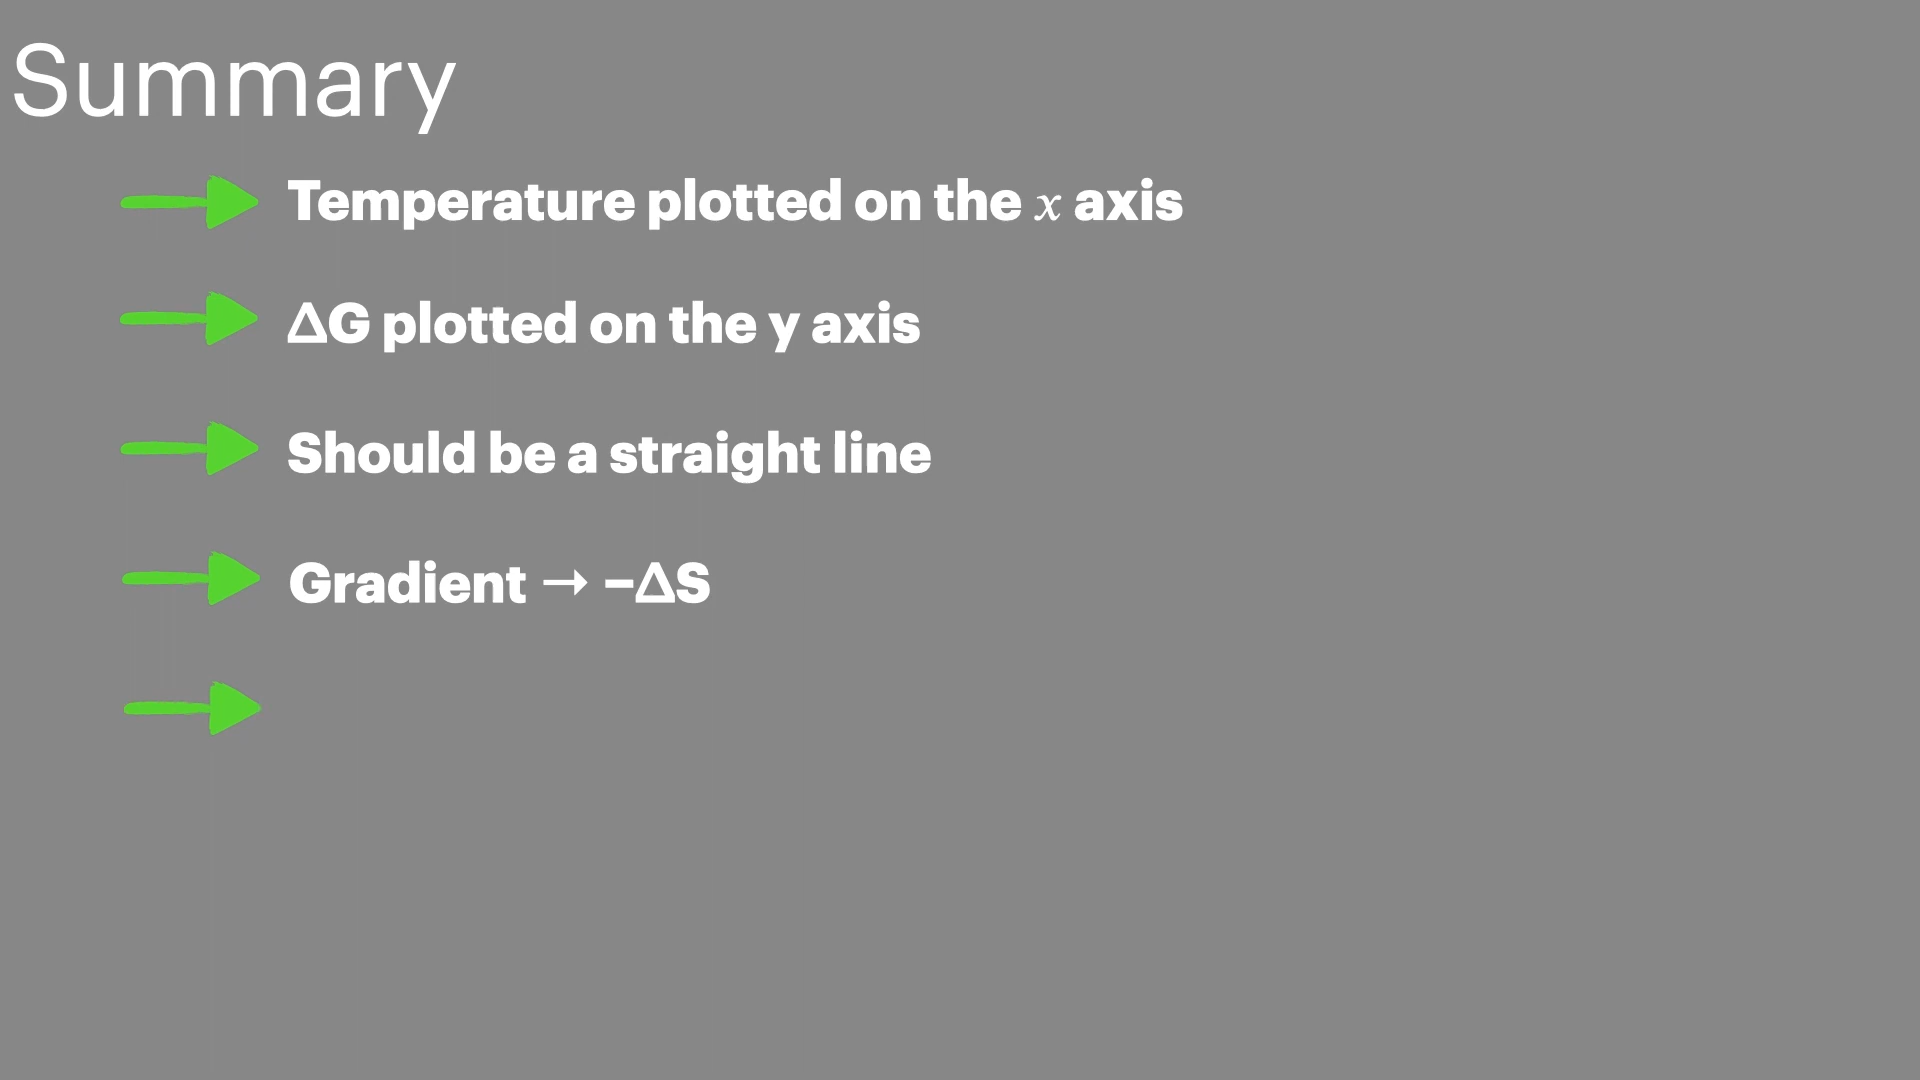 Summary
Temperature plotted on the x axis
ΔG plotted on the y axis
Should be a straight line
Gradient → –ΔS